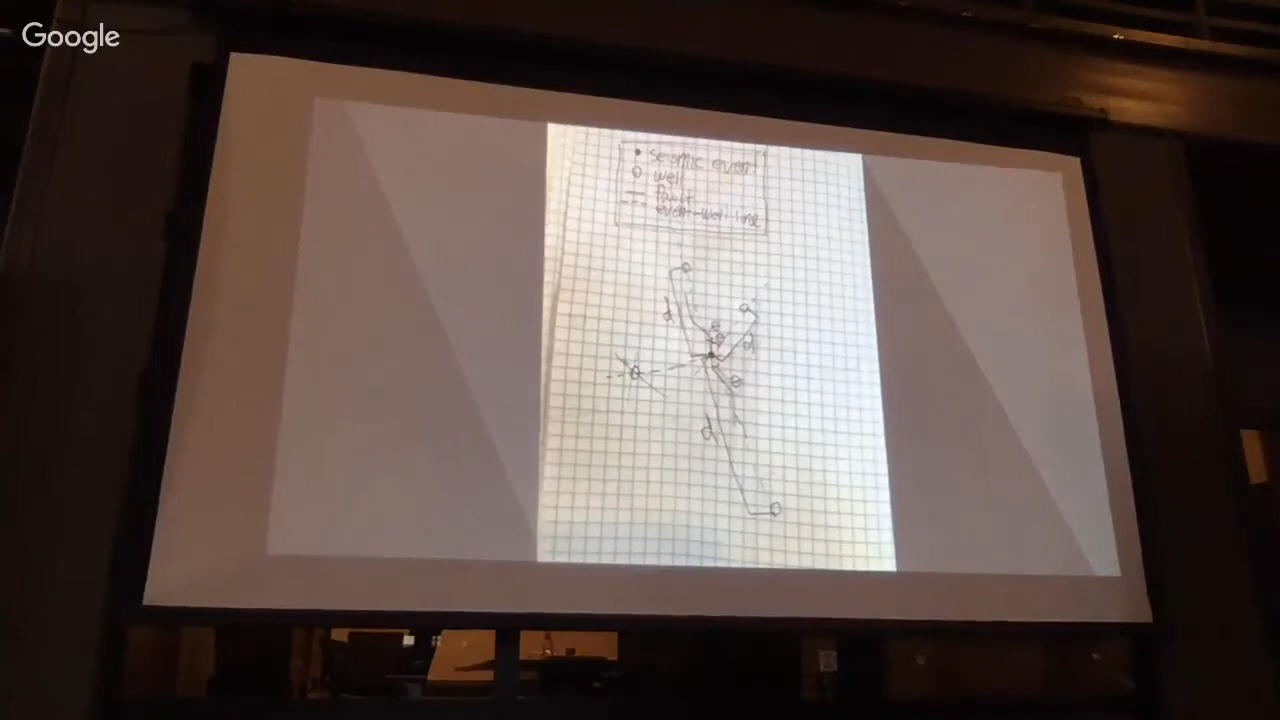 Google
seismic event
well
fault
event-well line
d
θ
θ
d
θ
d